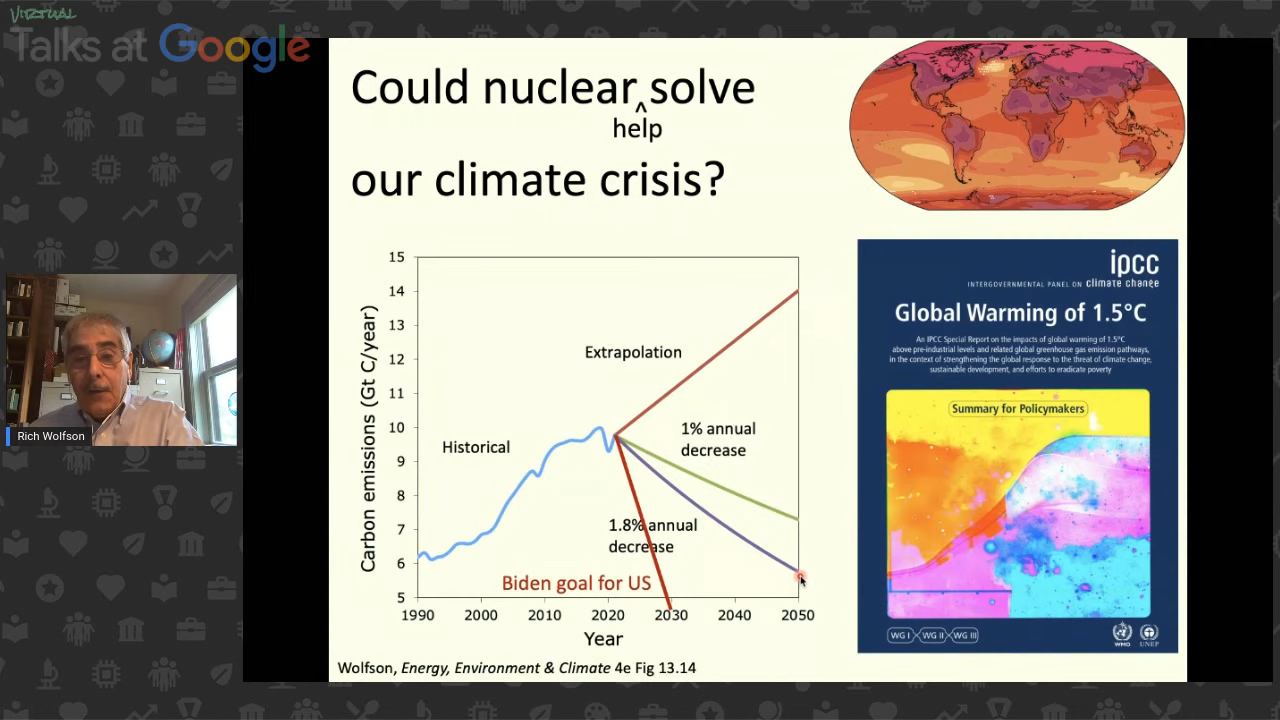 VIRTUAL
Talks at Google
Could nuclear^solve
help
our climate crisis?
15
14
13
12
11
10
9
8
7
6
5
Carbon emissions (Gt C/year)
Extrapolation
Historical
1% annual
decrease
1.8% annual
decrease
Biden goal for US
1990 2000 2010 2020 2030 2040 2050
Year
Wolfson, Energy, Environment & Climate 4e Fig 13.14
ipcc
INTERGOVERNMENTAL PANEL ON climate change
Global Warming of 1.5°C
An IPCC Special Report on the impacts of global warming of 1.5°C
above pre-industrial levels and related global greenhouse gas emission pathways,
in the context of strengthening the global response to the threat of climate change,
sustainable development, and efforts to eradicate poverty
Summary for Policymakers
WG I WG II WG III
WMO UNEP
Rich Wolfson